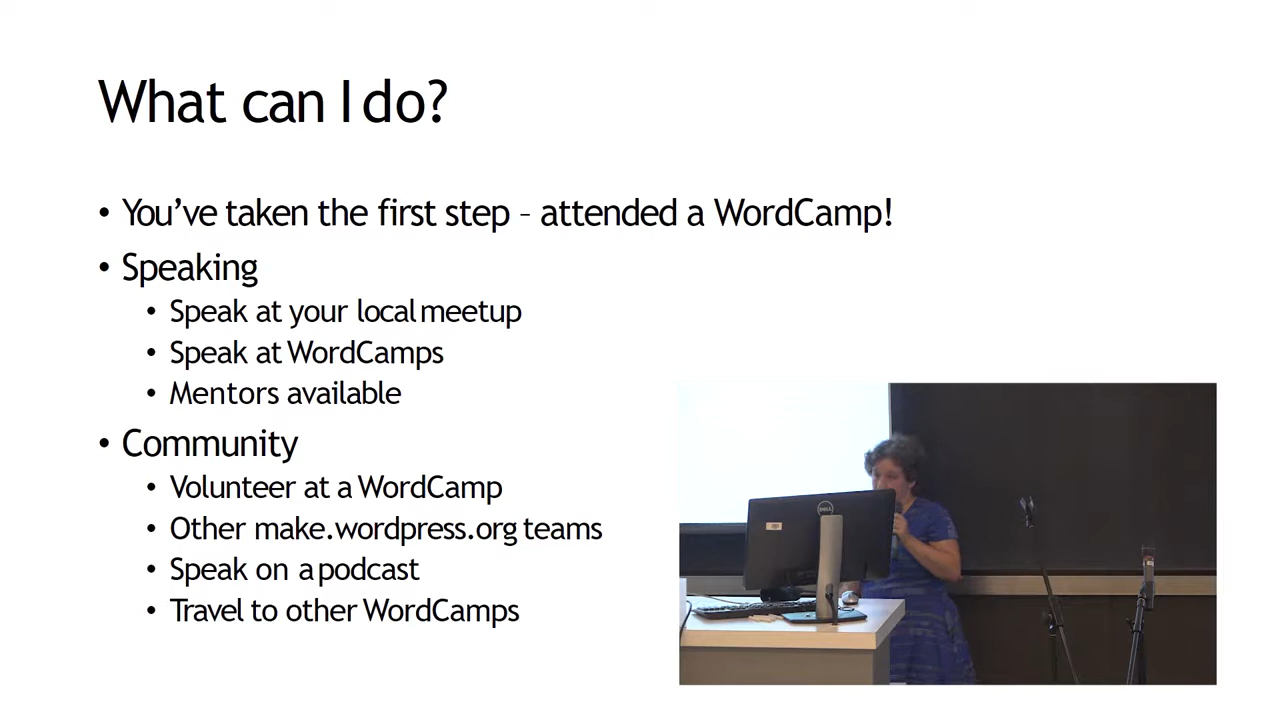 What can I do?
• You’ve taken the first step – attended a WordCamp!
• Speaking
• Speak at your local meetup
• Speak at WordCamps
• Mentors available
• Community
• Volunteer at a WordCamp
• Other make.wordpress.org teams
• Speak on a podcast
• Travel to other WordCamps
DELL